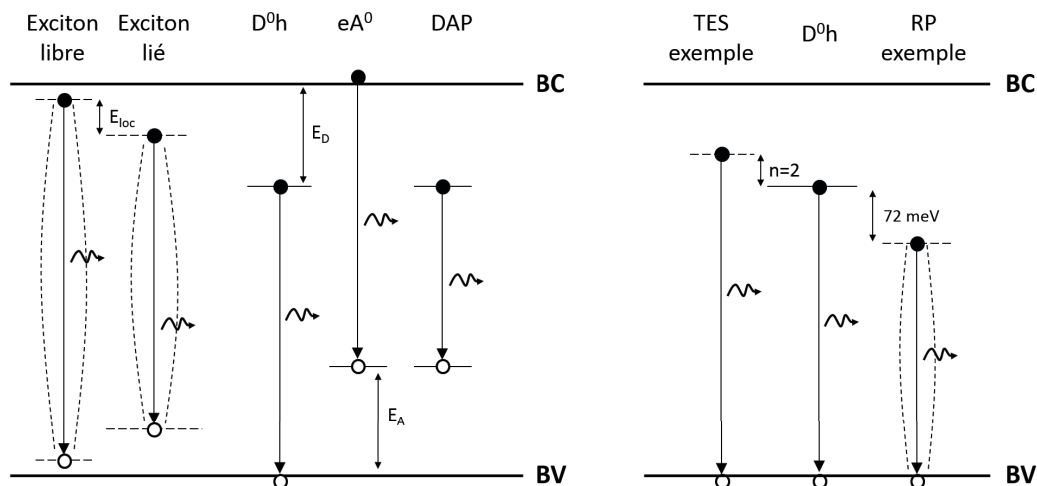 Exciton
libre
Exciton
lié
D⁰h
eA⁰
DAP
BC
E_loc
E_D
E_A
BV
TES
exemple
D⁰h
RP
exemple
BC
n=2
72 meV
BV